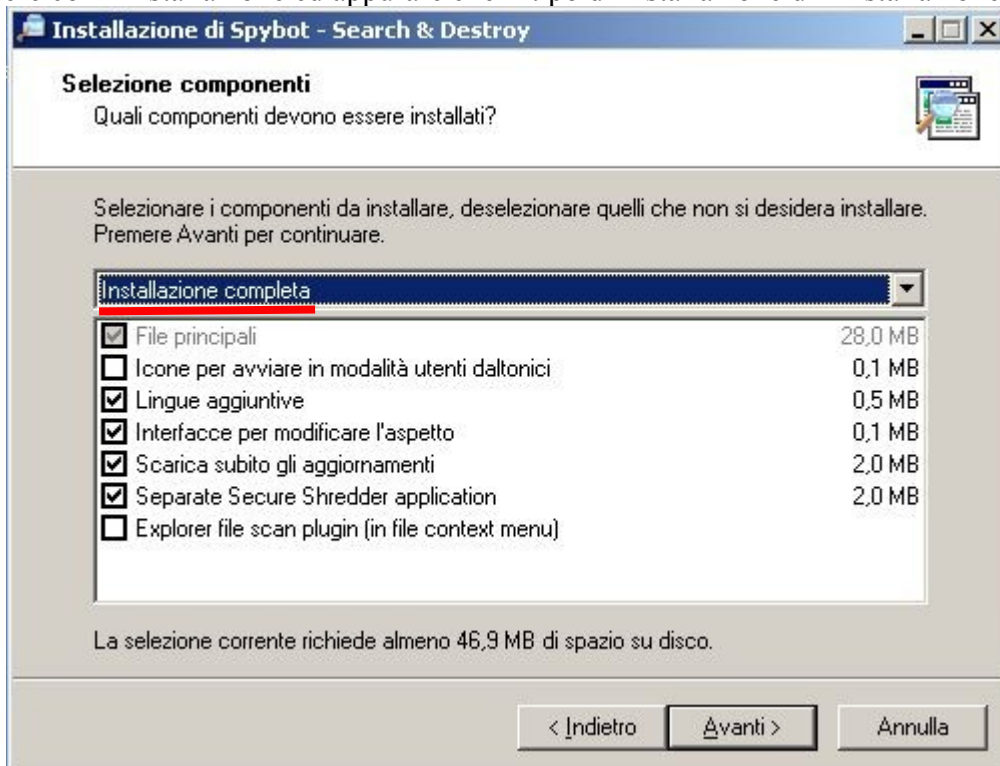 Installazione di Spybot - Search & Destroy
Selezione componenti
Quali componenti devono essere installati?
Selezionare i componenti da installare, deselezionare quelli che non si desidera installare.
Premere Avanti per continuare.
Installazione completa
File principali 28,0 MB
Icone per avviare in modalità utenti daltonici 0,1 MB
Lingue aggiuntive 0,5 MB
Interfacce per modificare l'aspetto 0,1 MB
Scarica subito gli aggiornamenti 2,0 MB
Separate Secure Shredder application 2,0 MB
Explorer file scan plugin (in file context menu)
La selezione corrente richiede almeno 46,9 MB di spazio su disco.
< Indietro Avanti > Annulla